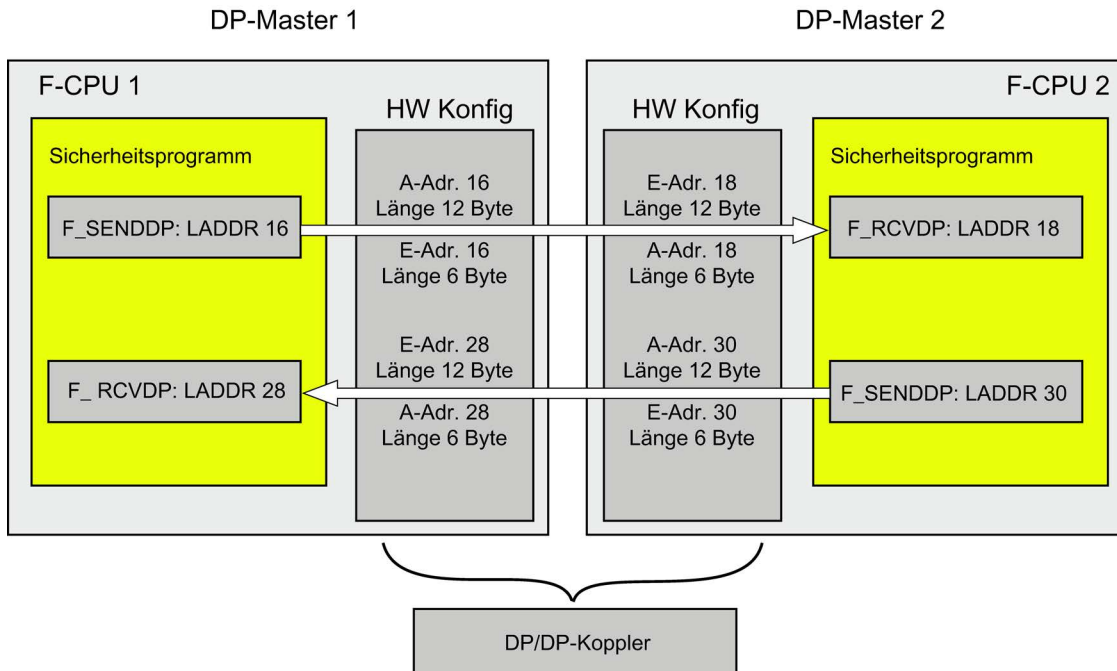 DP-Master 1
DP-Master 2
F-CPU 1
Sicherheitsprogramm
F_SENDDP: LADDR 16
F_ RCVDP: LADDR 28
HW Konfig
A-Adr. 16
Länge 12 Byte
E-Adr. 16
Länge 6 Byte
E-Adr. 28
Länge 12 Byte
A-Adr. 28
Länge 6 Byte
HW Konfig
E-Adr. 18
Länge 12 Byte
A-Adr. 18
Länge 6 Byte
A-Adr. 30
Länge 12 Byte
E-Adr. 30
Länge 6 Byte
F-CPU 2
Sicherheitsprogramm
F_RCVDP: LADDR 18
F_SENDDP: LADDR 30
DP/DP-Koppler